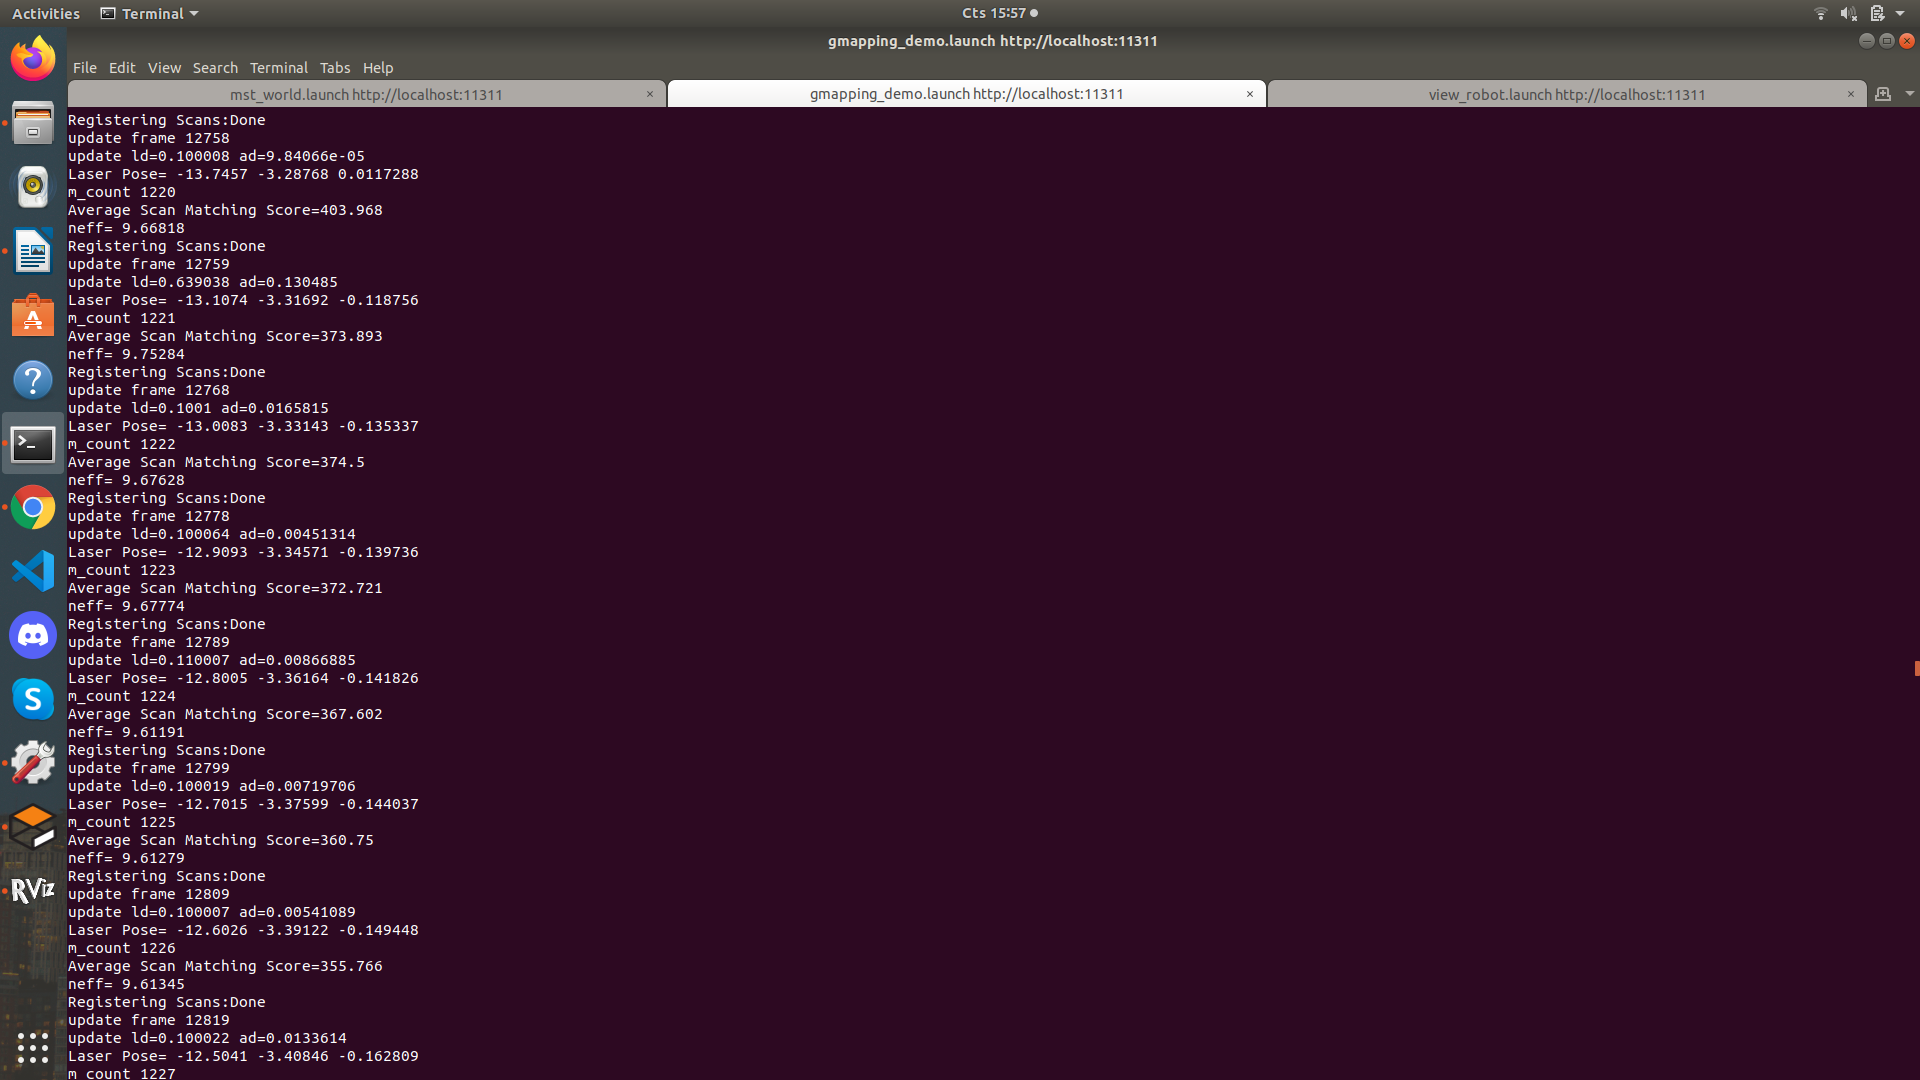 Activities Terminal Cts 15:57
gmapping_demo.launch http://localhost:11311
File Edit View Search Terminal Tabs Help
mst_world.launch http://localhost:11311 × gmapping_demo.launch http://localhost:11311 × view_robot.launch http://localhost:11311 ×
Registering Scans:Done
update frame 12758
update ld=0.100008 ad=9.84066e-05
Laser Pose= -13.7457 -3.28768 0.0117288
m_count 1220
Average Scan Matching Score=403.968
neff= 9.66818
Registering Scans:Done
update frame 12759
update ld=0.639038 ad=0.130485
Laser Pose= -13.1074 -3.31692 -0.118756
m_count 1221
Average Scan Matching Score=373.893
neff= 9.75284
Registering Scans:Done
update frame 12768
update ld=0.1001 ad=0.0165815
Laser Pose= -13.0083 -3.33143 -0.135337
m_count 1222
Average Scan Matching Score=374.5
neff= 9.67628
Registering Scans:Done
update frame 12778
update ld=0.100064 ad=0.00451314
Laser Pose= -12.9093 -3.34571 -0.139736
m_count 1223
Average Scan Matching Score=372.721
neff= 9.67774
Registering Scans:Done
update frame 12789
update ld=0.110007 ad=0.00866885
Laser Pose= -12.8005 -3.36164 -0.141826
m_count 1224
Average Scan Matching Score=367.602
neff= 9.61191
Registering Scans:Done
update frame 12799
update ld=0.100019 ad=0.00719706
Laser Pose= -12.7015 -3.37599 -0.144037
m_count 1225
Average Scan Matching Score=360.75
neff= 9.61279
Registering Scans:Done
update frame 12809
update ld=0.100007 ad=0.00541089
Laser Pose= -12.6026 -3.39122 -0.149448
m_count 1226
Average Scan Matching Score=355.766
neff= 9.61345
Registering Scans:Done
update frame 12819
update ld=0.100022 ad=0.0133614
Laser Pose= -12.5041 -3.40846 -0.162809
m_count 1227
RViz